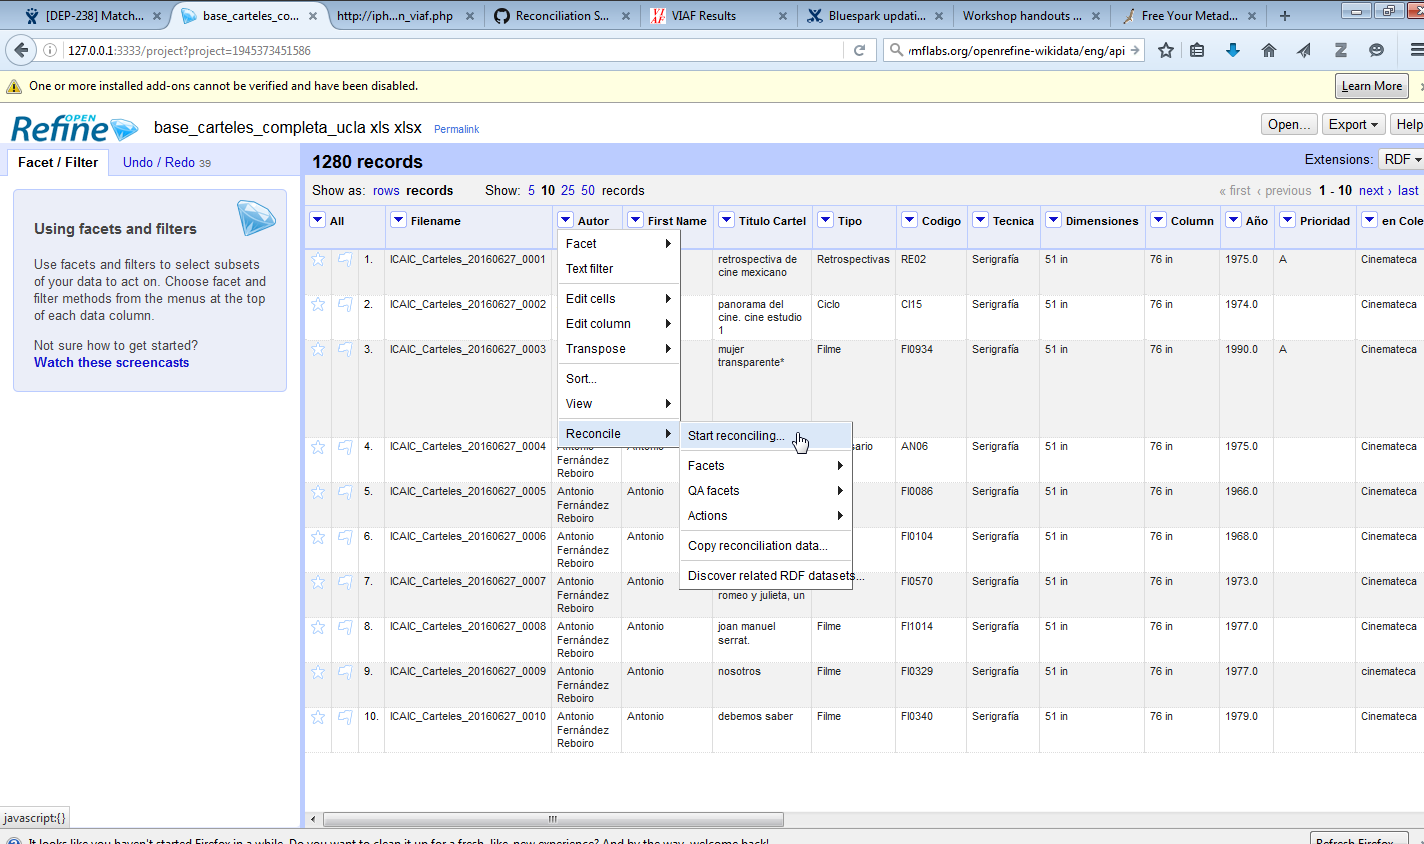 [DEP-238] Match...
base_carteles_co...
http://iph...n_viaf.php
Reconciliation S...
VIAF Results
Bluespark updati...
Workshop handouts ...
Free Your Metad...
127.0.0.1:3333/project?project=1945373451586
/mflabs.org/openrefine-wikidata/eng/api
One or more installed add-ons cannot be verified and have been disabled.
Learn More
OPEN
Refine
base_carteles_completa_ucla xls xlsx
Permalink
Open...
Export
Help
Facet / Filter
Undo / Redo 39
1280 records
Extensions:
RDF
Show as: rows records
Show: 5 10 25 50 records
« first ‹ previous 1 - 10 next › last
Using facets and filters
Use facets and filters to select subsets
of your data to act on. Choose facet and
filter methods from the menus at the top
of each data column.
Not sure how to get started?
Watch these screencasts
All Filename Autor First Name Titulo Cartel Tipo Codigo Tecnica Dimensiones Column Año Prioridad en Cole
1. ICAIC_Carteles_20160627_0001 retrospectiva de Retrospectivas RE02 Serigrafía 51 in 76 in 1975.0 A Cinemateca
cine mexicano
2. ICAIC_Carteles_20160627_0002 panorama del Ciclo CI15 Serigrafía 51 in 76 in 1974.0 Cinemateca
cine. cine estudio
1
3. ICAIC_Carteles_20160627_0003 mujer Filme FI0934 Serigrafía 51 in 76 in 1990.0 A Cinemateca
transparente*
4. ICAIC_Carteles_20160627_0004 Antonio Antonio sario AN06 Serigrafía 51 in 76 in 1975.0 Cinemateca
Fernández
Reboiro
5. ICAIC_Carteles_20160627_0005 Antonio Antonio FI0086 Serigrafía 51 in 76 in 1966.0 Cinemateca
Fernández
Reboiro
6. ICAIC_Carteles_20160627_0006 Antonio Antonio FI0104 Serigrafía 51 in 76 in 1968.0 Cinemateca
Fernández
Reboiro
7. ICAIC_Carteles_20160627_0007 Antonio Antonio FI0570 Serigrafía 51 in 76 in 1973.0 Cinemateca
Fernández romeo y julieta, un
Reboiro
8. ICAIC_Carteles_20160627_0008 Antonio Antonio joan manuel Filme FI1014 Serigrafía 51 in 76 in 1977.0 Cinemateca
Fernández serrat.
Reboiro
9. ICAIC_Carteles_20160627_0009 Antonio Antonio nosotros Filme FI0329 Serigrafía 51 in 76 in 1977.0 cinemateca
Fernández
Reboiro
10. ICAIC_Carteles_20160627_0010 Antonio Antonio debemos saber Filme FI0340 Serigrafía 51 in 76 in 1979.0 Cinemateca
Fernández
Reboiro
Facet
Text filter
Edit cells
Edit column
Transpose
Sort...
View
Reconcile
Start reconciling...
Facets
QA facets
Actions
Copy reconciliation data...
Discover related RDF datasets...
javascript:{}
It looks like you haven't started Firefox in a while. Do you want to clean it up for a fresh, like-new experience? And by the way, welcome back!
Refresh Firefox...